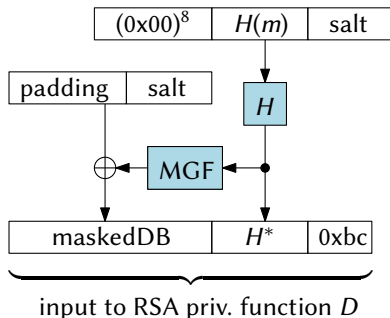 (0x00)⁸ H(m) salt
padding salt
H
MGF
maskedDB H* 0xbc
input to RSA priv. function D